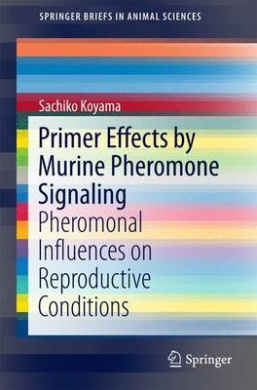 SPRINGER BRIEFS IN ANIMAL SCIENCES
Sachiko Koyama
Primer Effects by
Murine Pheromone
Signaling
Pheromonal
Influences on
Reproductive
Conditions
Springer